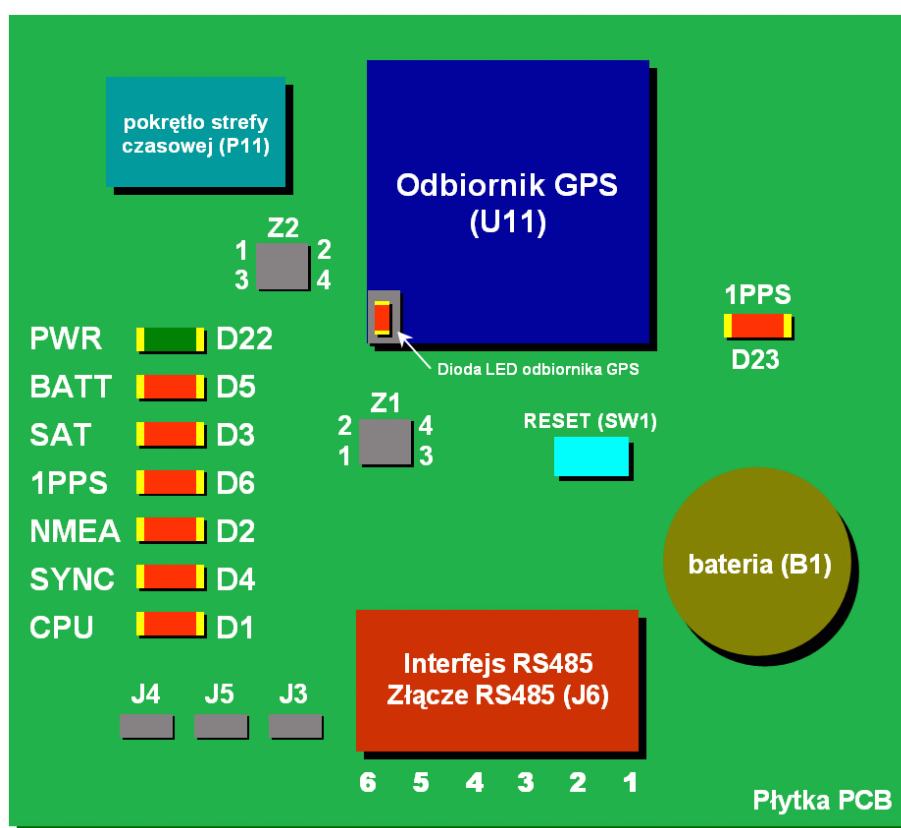 pokrętło strefy
czasowej (P11)
Odbiornik GPS
(U11)
Z2
1 2
3 4
1PPS
D23
Dioda LED odbiornika GPS
PWR D22
BATT D5
SAT D3
1PPS D6
NMEA D2
SYNC D4
CPU D1
Z1
2 4
1 3
RESET (SW1)
bateria (B1)
Interfejs RS485
Złącze RS485 (J6)
J4 J5 J3
6 5 4 3 2 1
Płytka PCB